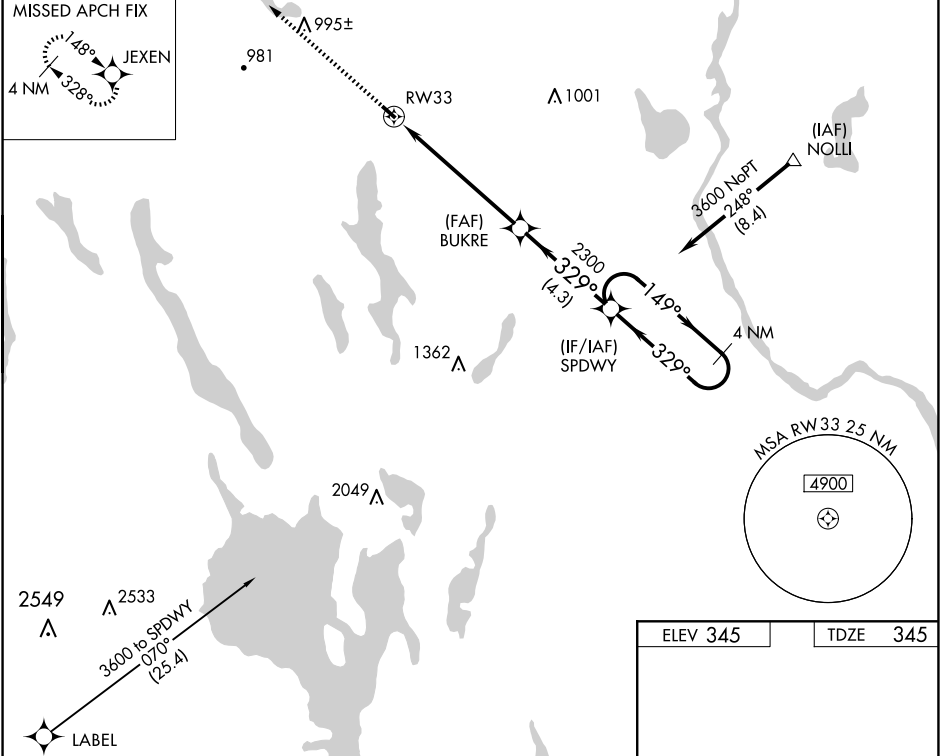 MISSED APCH FIX
148°
JEXEN
4 NM
328°
995±
981
RW33
1001
(IAF)
NOLLI
3600 NoPT
248°
(8.4)
(FAF)
BUKRE
2300
329°
(4.3)
149°
4 NM
(IF/IAF)
SPDWY
329°
1362
MSA RW33 25 NM
4900
2049
2549
2533
3600 to SPDWY
070°
(25.4)
LABEL
ELEV 345
TDZE 345